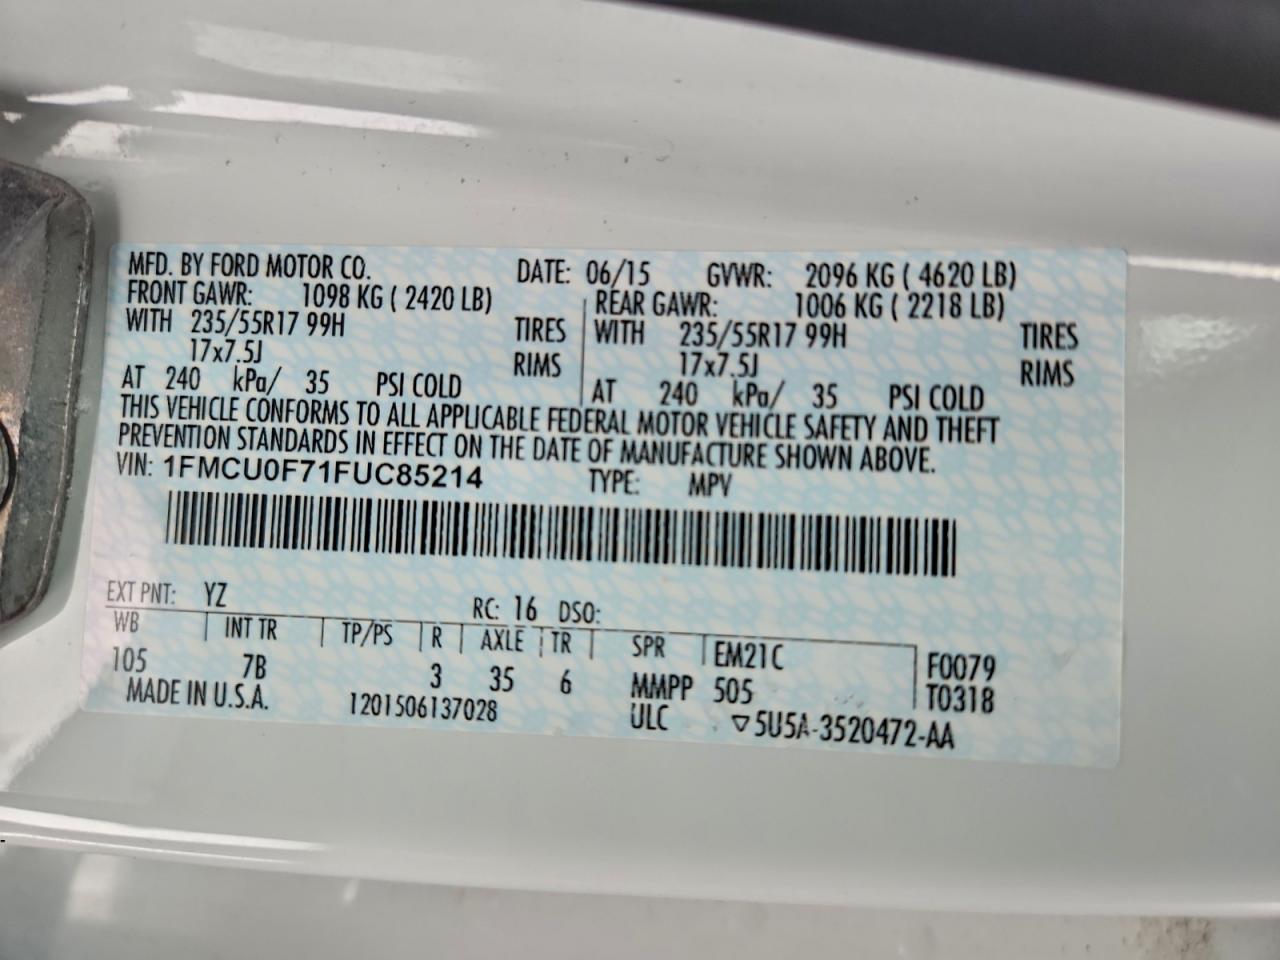 MFD. BY FORD MOTOR CO. DATE: 06/15 GVWR: 2096 KG ( 4620 LB)
FRONT GAWR: 1098 KG ( 2420 LB) REAR GAWR: 1006 KG ( 2218 LB)
WITH 235/55R17 99H TIRES WITH 235/55R17 99H TIRES
17x7.5J RIMS 17x7.5J RIMS
AT 240 kPa/ 35 PSI COLD AT 240 kPa/ 35 PSI COLD
THIS VEHICLE CONFORMS TO ALL APPLICABLE FEDERAL MOTOR VEHICLE SAFETY AND THEFT
PREVENTION STANDARDS IN EFFECT ON THE DATE OF MANUFACTURE SHOWN ABOVE.
VIN: 1FMCU0F71FUC85214 TYPE: MPV
EXT PNT: YZ RC: 16 DSO:
WB INT TR TP/PS R AXLE TR SPR EM21C F0079
105 7B 3 35 6 MMPP 505 T0318
MADE IN U.S.A. 1201506137028 ULC ▽5U5A-3520472-AA